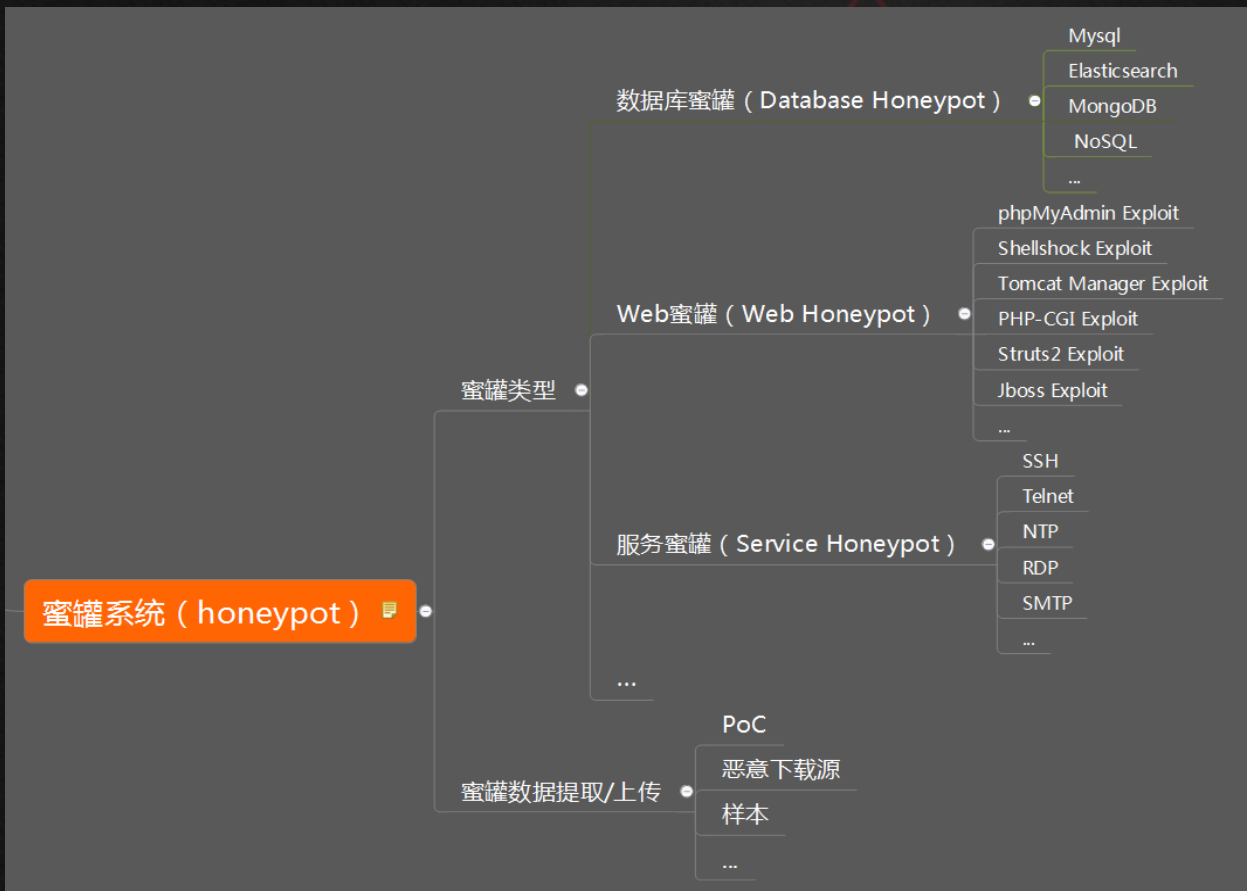 Mysql
Elasticsearch
数据库蜜罐（Database Honeypot）
MongoDB
NoSQL
...
phpMyAdmin Exploit
Shellshock Exploit
Tomcat Manager Exploit
Web蜜罐（Web Honeypot）
PHP-CGI Exploit
Struts2 Exploit
蜜罐类型
Jboss Exploit
...
SSH
Telnet
NTP
服务蜜罐（Service Honeypot）
RDP
SMTP
蜜罐系统（honeypot）
...
...
PoC
恶意下载源
蜜罐数据提取/上传
样本
...